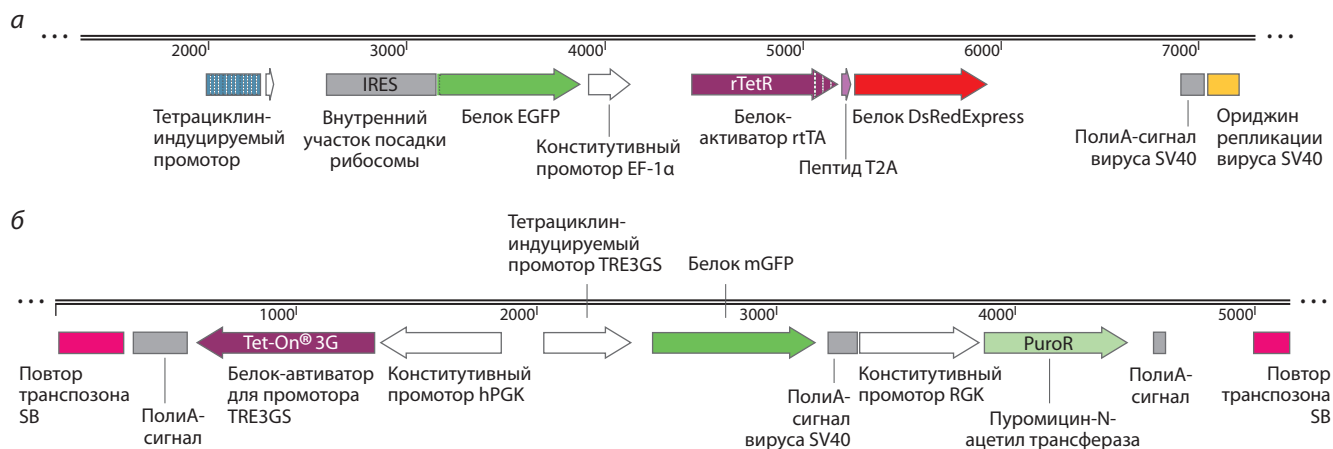 а
... ...
2000 3000 4000 5000 6000 7000
IRES rTetR
Тетрациклин-
индуцируемый
промотор
Внутренний
участок посадки
рибосомы
Белок EGFP
Конститутивный
промотор EF-1α
Белок-
активатор rtTA
Пептид T2A
Белок DsRedExpress
ПолиА-сигнал
вируса SV40
Ориджин
репликации
вируса SV40
б
Тетрациклин-
индуцируемый
промотор TRE3GS
Белок mGFP
... ...
1000 2000 3000 4000 5000
Tet-On® 3G PuroR
Повтор
транспозона
SB
ПолиА-
сигнал
Белок-автиватор
для промотора
TRE3GS
Конститутивный
промотор hPGK
ПолиА-
сигнал
вируса SV40
Конститутивный
промотор RGK
Пуромицин-N-
ацетил трансфераза
ПолиА-
сигнал
Повтор
транспозона
SB